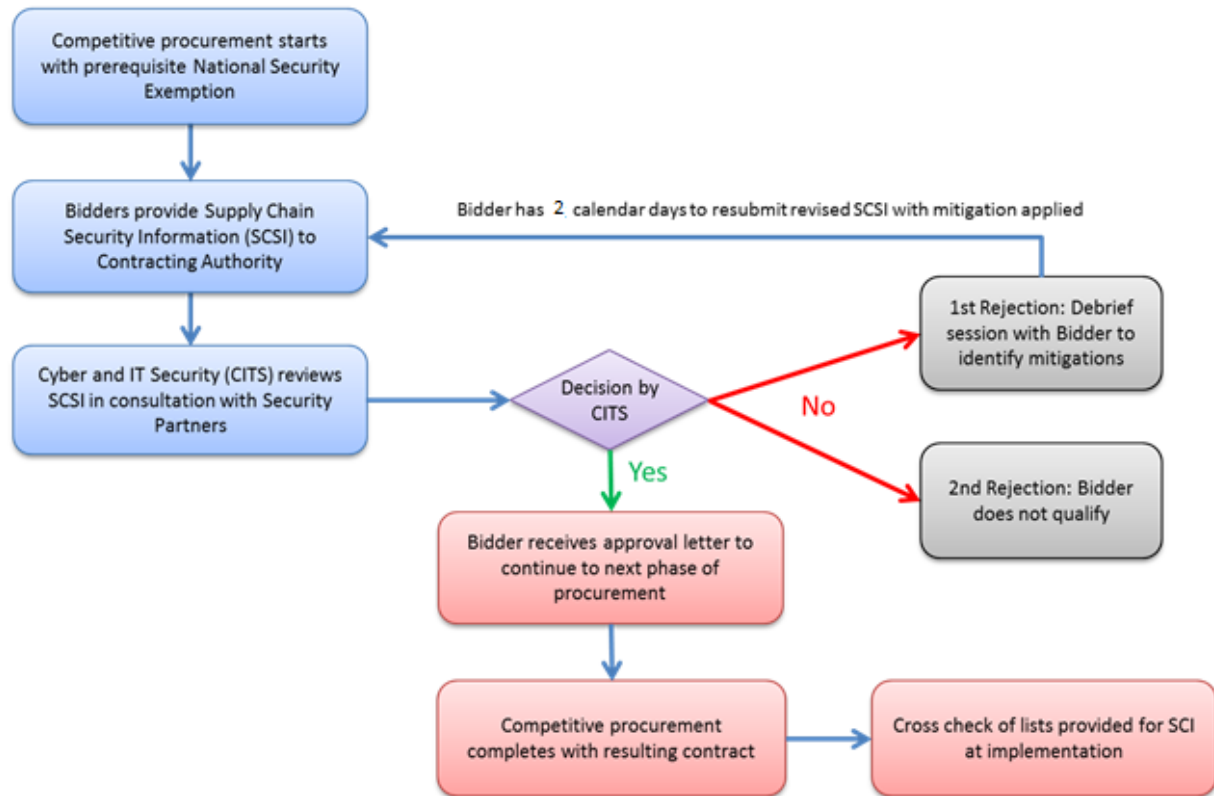 Competitive procurement starts
with prerequisite National Security
Exemption
Bidders provide Supply Chain
Security Information (SCSI) to
Contracting Authority
Bidder has 2 calendar days to resubmit revised SCSI with mitigation applied
1st Rejection: Debrief
session with Bidder to
identify mitigations
Cyber and IT Security (CITS) reviews
SCSI in consultation with Security
Partners
Decision by
CITS
No
Yes
2nd Rejection: Bidder
does not qualify
Bidder receives approval letter to
continue to next phase of
procurement
Competitive procurement
completes with resulting contract
Cross check of lists provided for SCI
at implementation